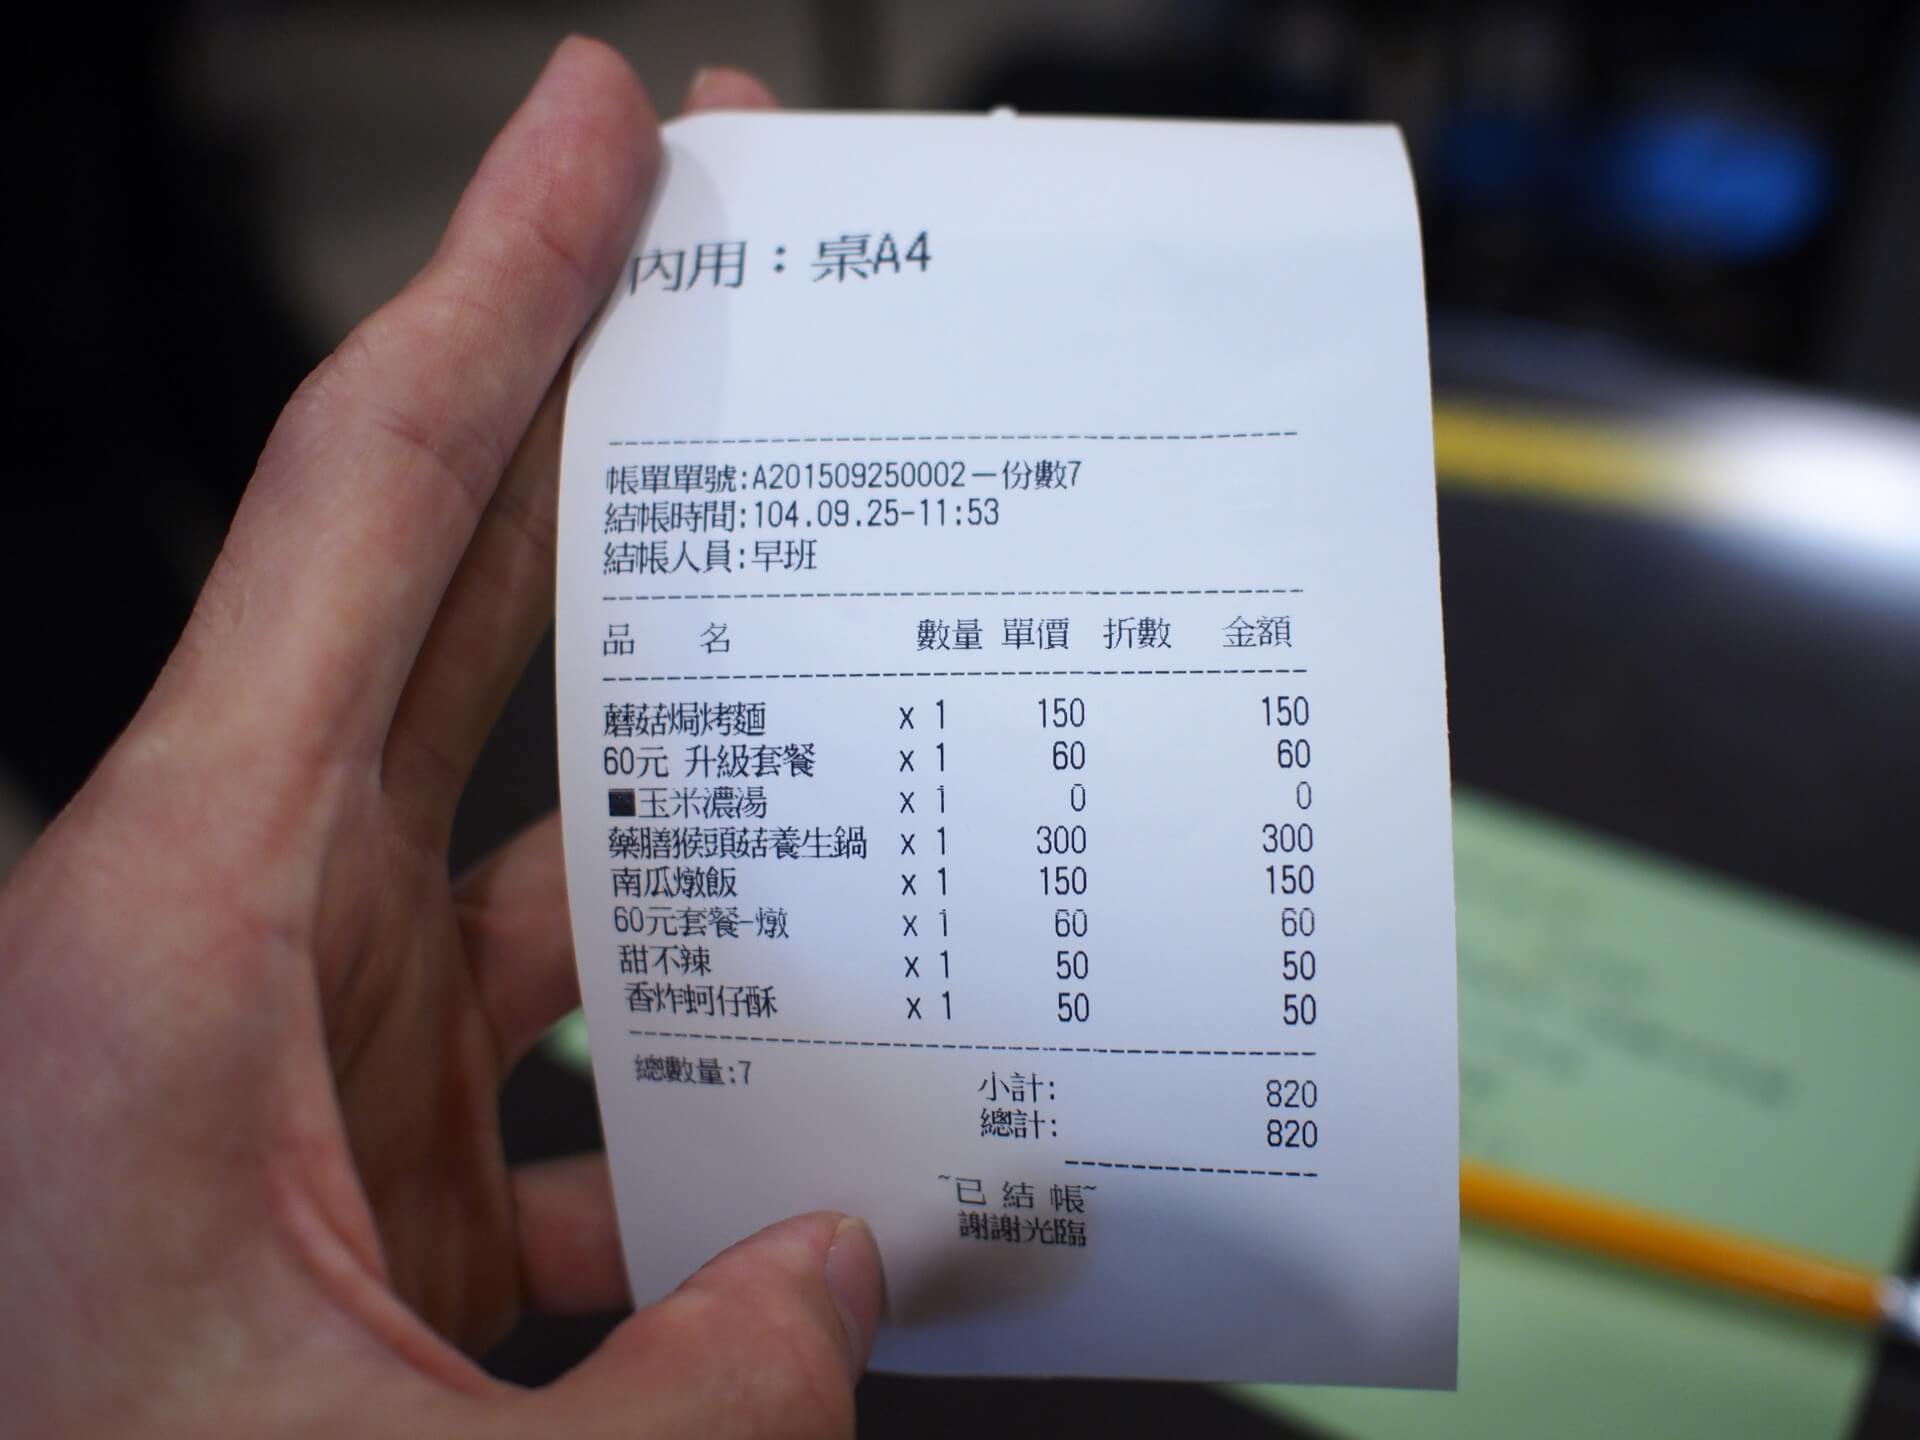 內用：桌A4
帳單單號:A201509250002－份數7
結帳時間:104.09.25-11:53
結帳人員:早班
品 名 數量 單價 折數 金額
蘑菇焗烤麵 x 1 150 150
60元 升級套餐 x 1 60 60
■玉米濃湯 x 1 0 0
藥膳猴頭菇養生鍋 x 1 300 300
南瓜燉飯 x 1 150 150
60元套餐-燉 x 1 60 60
甜不辣 x 1 50 50
香炸蚵仔酥 x 1 50 50
總數量:7
小計: 820
總計: 820
~已 結 帳~
謝謝光臨